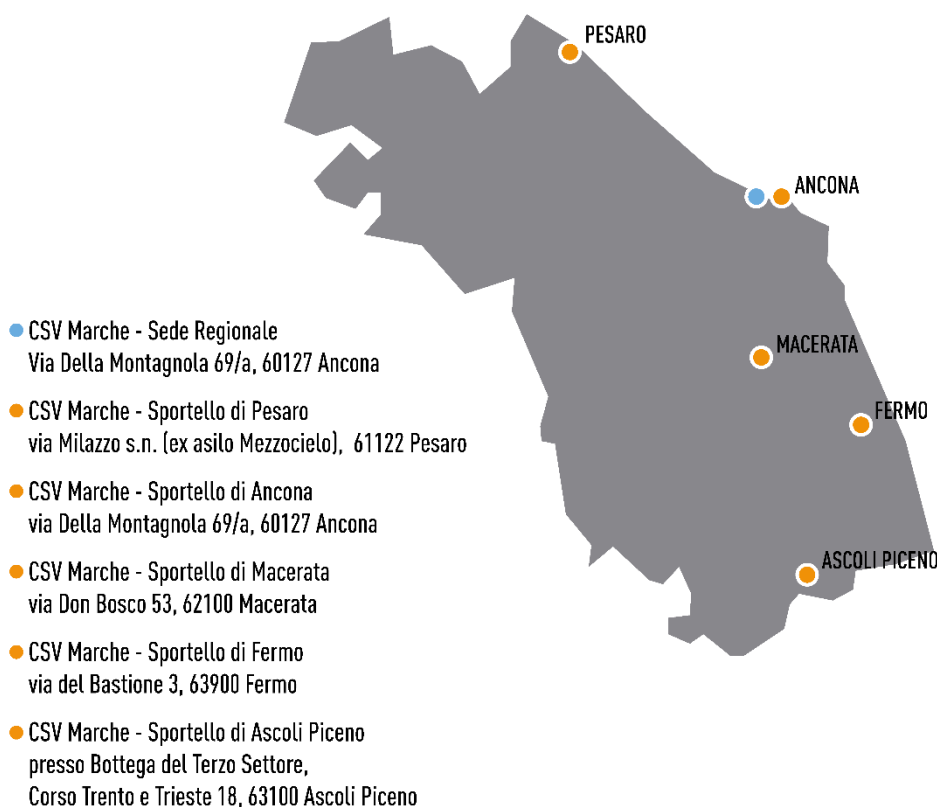 PESARO
ANCONA
MACERATA
FERMO
ASCOLI PICENO
CSV Marche - Sede Regionale
Via Della Montagnola 69/a, 60127 Ancona
CSV Marche - Sportello di Pesaro
via Milazzo s.n. (ex asilo Mezzocielo), 61122 Pesaro
CSV Marche - Sportello di Ancona
via Della Montagnola 69/a, 60127 Ancona
CSV Marche - Sportello di Macerata
via Don Bosco 53, 62100 Macerata
CSV Marche - Sportello di Fermo
via del Bastione 3, 63900 Fermo
CSV Marche - Sportello di Ascoli Piceno
presso Bottega del Terzo Settore,
Corso Trento e Trieste 18, 63100 Ascoli Piceno